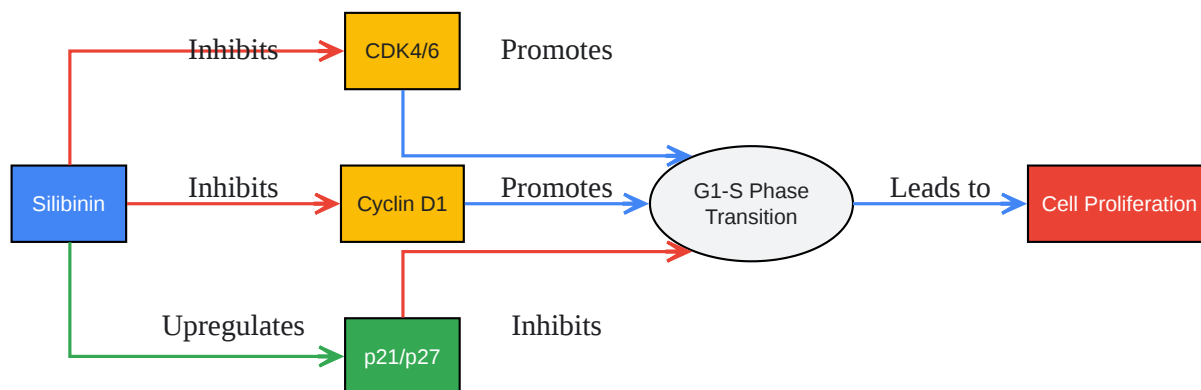 Inhibits
CDK4/6
Promotes
Silibinin
Inhibits
Cyclin D1
Promotes
G1-S Phase
Transition
Leads to
Cell Proliferation
Upregulates
p21/p27
Inhibits